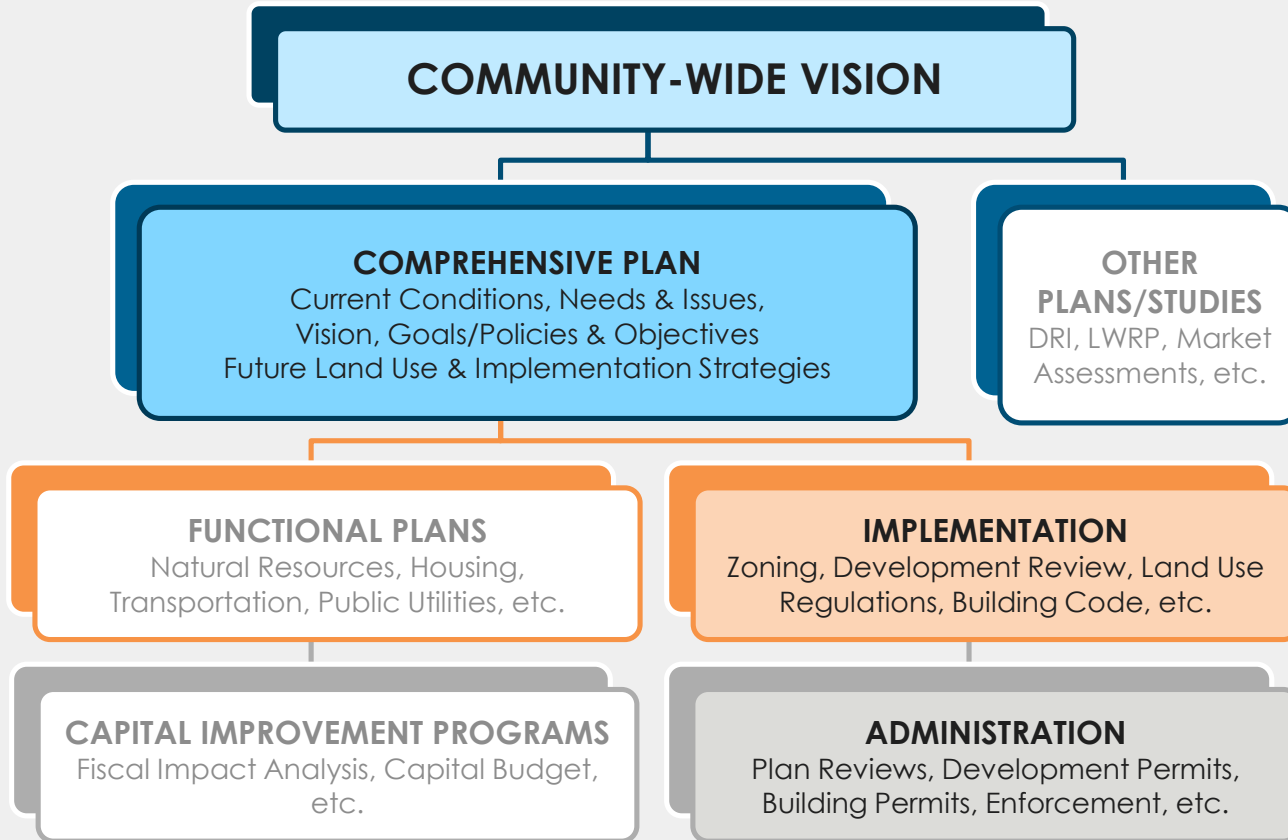 COMMUNITY-WIDE VISION
COMPREHENSIVE PLAN
Current Conditions, Needs & Issues,
Vision, Goals/Policies & Objectives
Future Land Use & Implementation Strategies
OTHER
PLANS/STUDIES
DRI, LWRP, Market
Assessments, etc.
FUNCTIONAL PLANS
Natural Resources, Housing,
Transportation, Public Utilities, etc.
IMPLEMENTATION
Zoning, Development Review, Land Use
Regulations, Building Code, etc.
CAPITAL IMPROVEMENT PROGRAMS
Fiscal Impact Analysis, Capital Budget,
etc.
ADMINISTRATION
Plan Reviews, Development Permits,
Building Permits, Enforcement, etc.